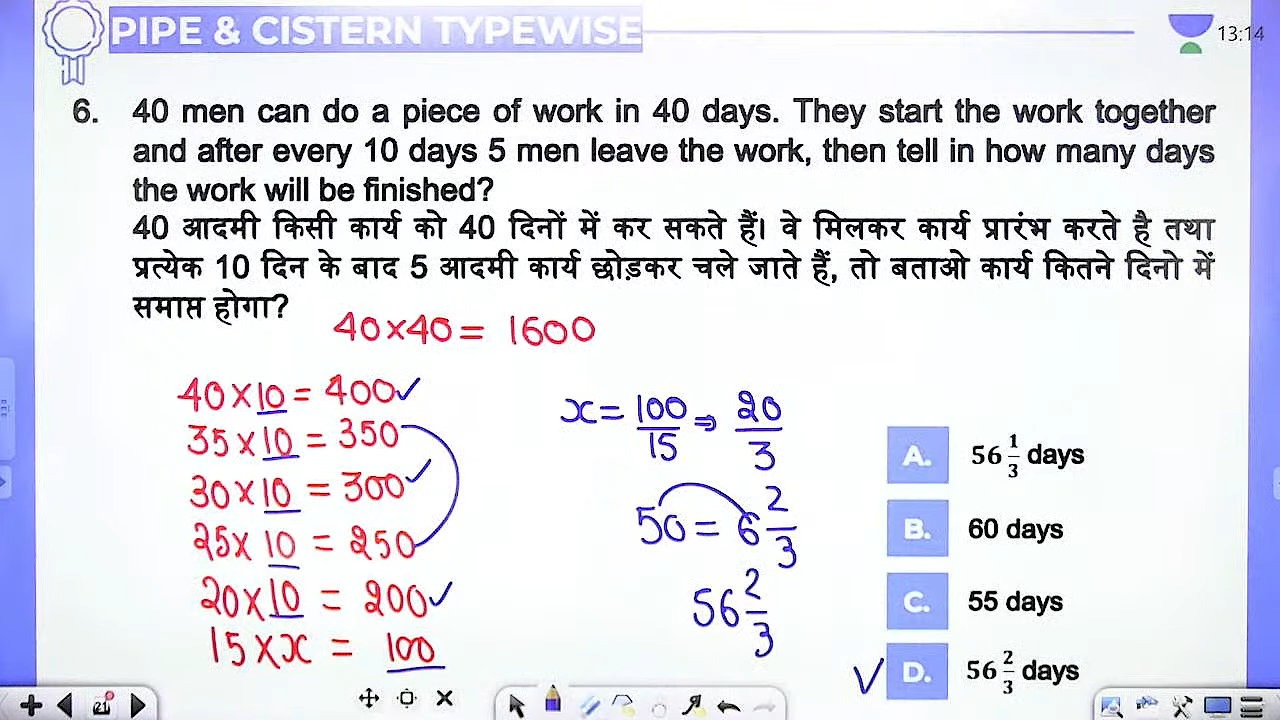 PIPE & CISTERN TYPEWISE
13:14
6. 40 men can do a piece of work in 40 days. They start the work together
and after every 10 days 5 men leave the work, then tell in how many days
the work will be finished?
40 आदमी किसी कार्य को 40 दिनों में कर सकते हैं। वे मिलकर कार्य प्रारंभ करते है तथा
प्रत्येक 10 दिन के बाद 5 आदमी कार्य छोड़कर चले जाते हैं, तो बताओ कार्य कितने दिनो में
समाप्त होगा?
40×40 = 1600
40×10 = 400✓
35×10 = 350
30×10 = 300✓
25×10 = 250
20×10 = 200✓
15×x = 100
x = 100/15 ⇒ 20/3
50 = 6 2/3
56 2/3
A. 56 1/3 days
B. 60 days
C. 55 days
✓ D. 56 2/3 days
21